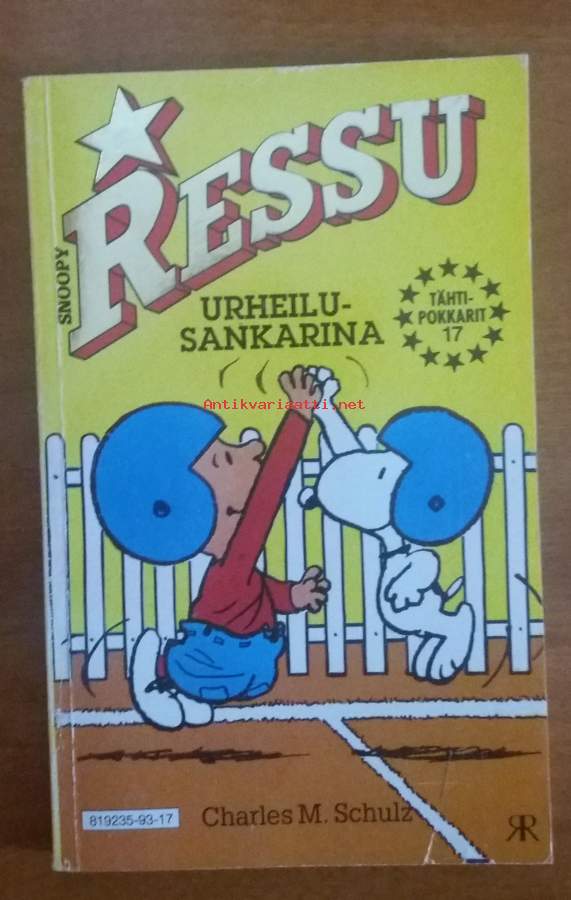 RESSU
SNOOPY
URHEILU-
SANKARINA
TÄHTI-
POKKARIT
17
Antikvariaatti.net
819235-93-17
Charles M. Schulz